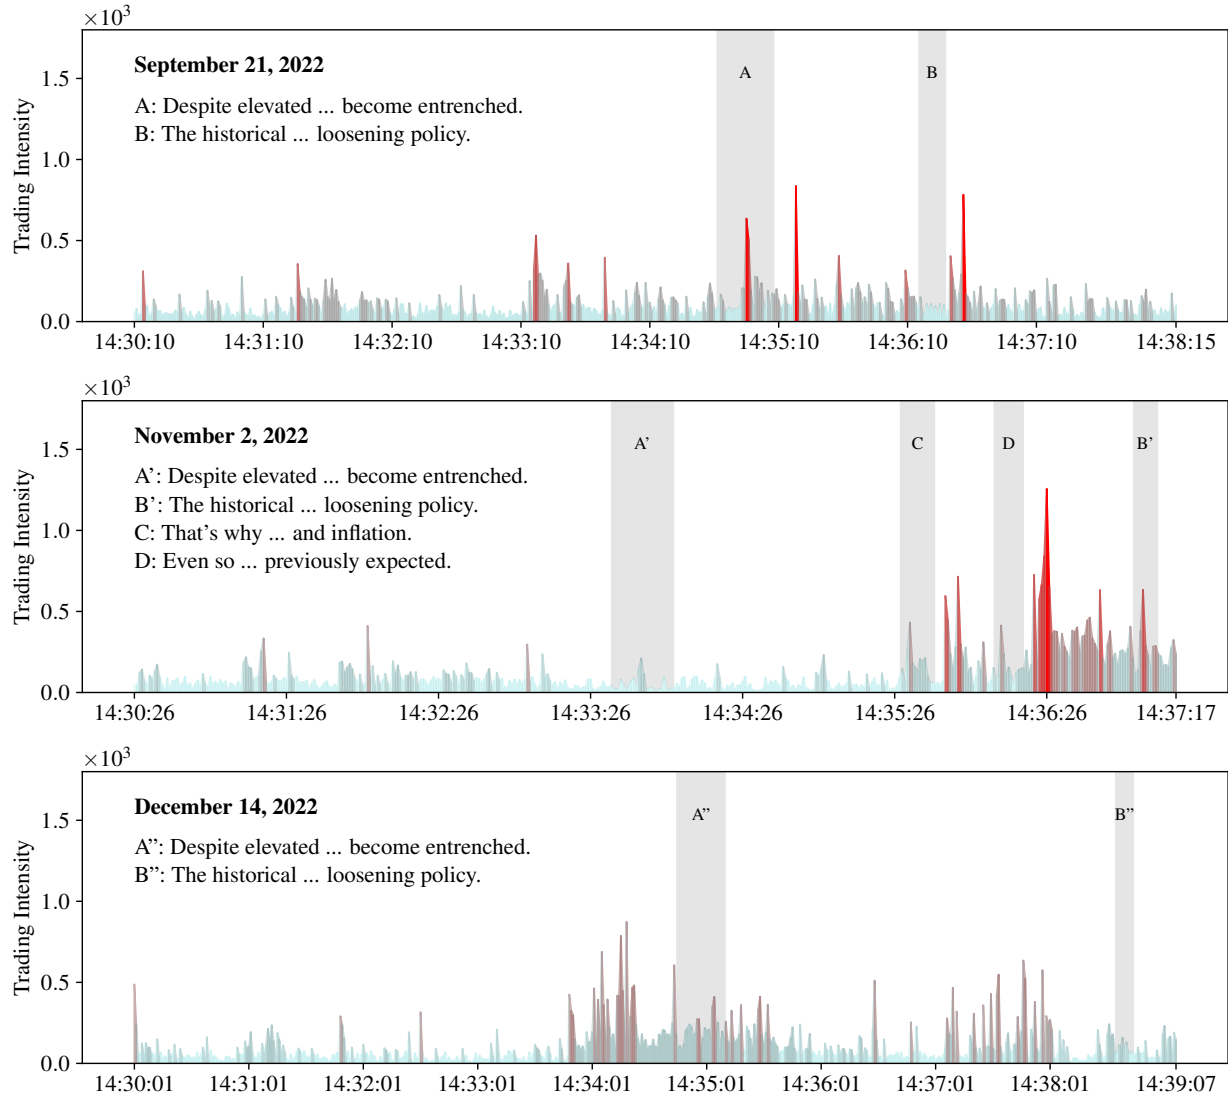 ×10³
Trading Intensity
1.5
1.0
0.5
0.0
September 21, 2022
A: Despite elevated ... become entrenched.
B: The historical ... loosening policy.
A
B
14:30:10 14:31:10 14:32:10 14:33:10 14:34:10 14:35:10 14:36:10 14:37:10 14:38:15
×10³
Trading Intensity
1.5
1.0
0.5
0.0
November 2, 2022
A’: Despite elevated ... become entrenched.
B’: The historical ... loosening policy.
C: That’s why ... and inflation.
D: Even so ... previously expected.
A’
C
D
B’
14:30:26 14:31:26 14:32:26 14:33:26 14:34:26 14:35:26 14:36:26 14:37:17
×10³
Trading Intensity
1.5
1.0
0.5
0.0
December 14, 2022
A”: Despite elevated ... become entrenched.
B”: The historical ... loosening policy.
A”
B”
14:30:01 14:31:01 14:32:01 14:33:01 14:34:01 14:35:01 14:36:01 14:37:01 14:38:01 14:39:07